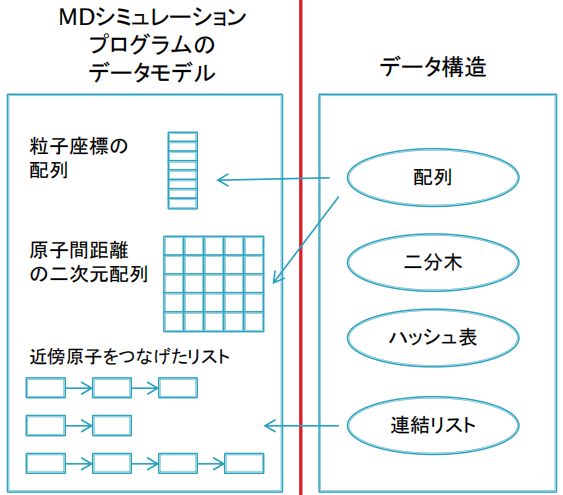 MDシミュレーション
プログラムの
データモデル
粒子座標の
配列
原子間距離
の二次元配列
近傍原子をつなげたリスト
データ構造
配列
二分木
ハッシュ表
連結リスト